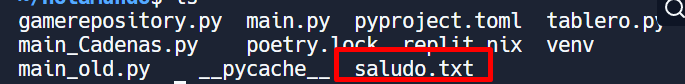 gamerepository.py main.py pyproject.toml tablero.py
main_Cadenas.py poetry.lock replit.nix venv
main_old.py __pycache__ saludo.txt